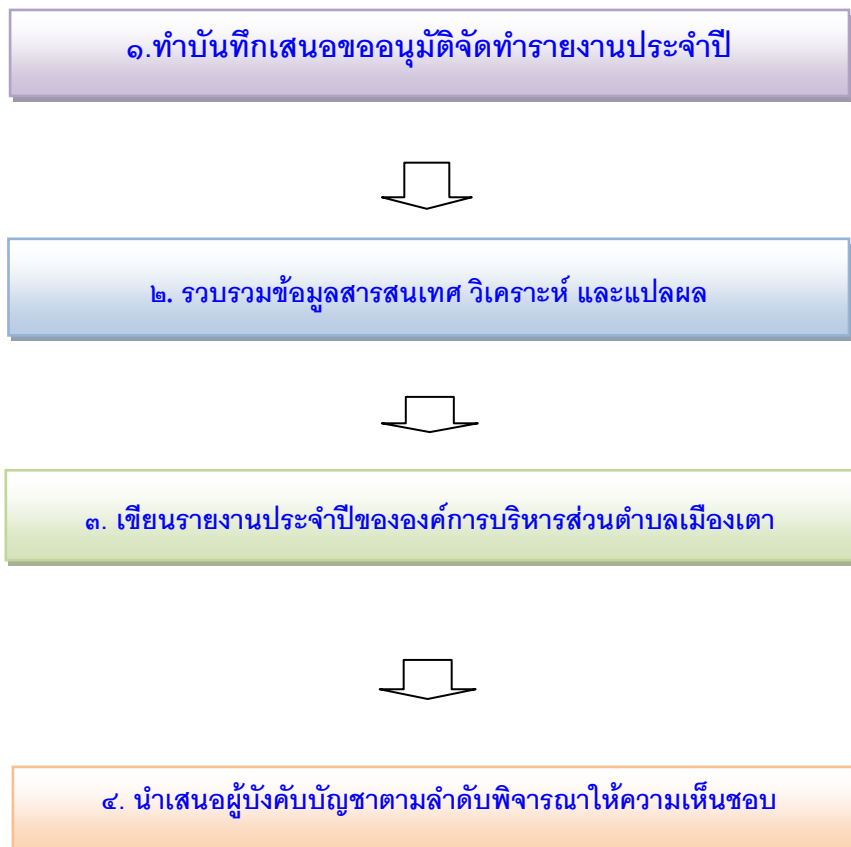 ๑.ทำบันทึกเสนอขออนุมัติจัดทำรายงานประจำปี
๒. รวบรวมข้อมูลสารสนเทศ วิเคราะห์ และแปลผล
๓. เขียนรายงานประจำปีขององค์การบริหารส่วนตำบลเมืองเตา
๔. นำเสนอผู้บังคับบัญชาตามลำดับพิจารณาให้ความเห็นชอบ